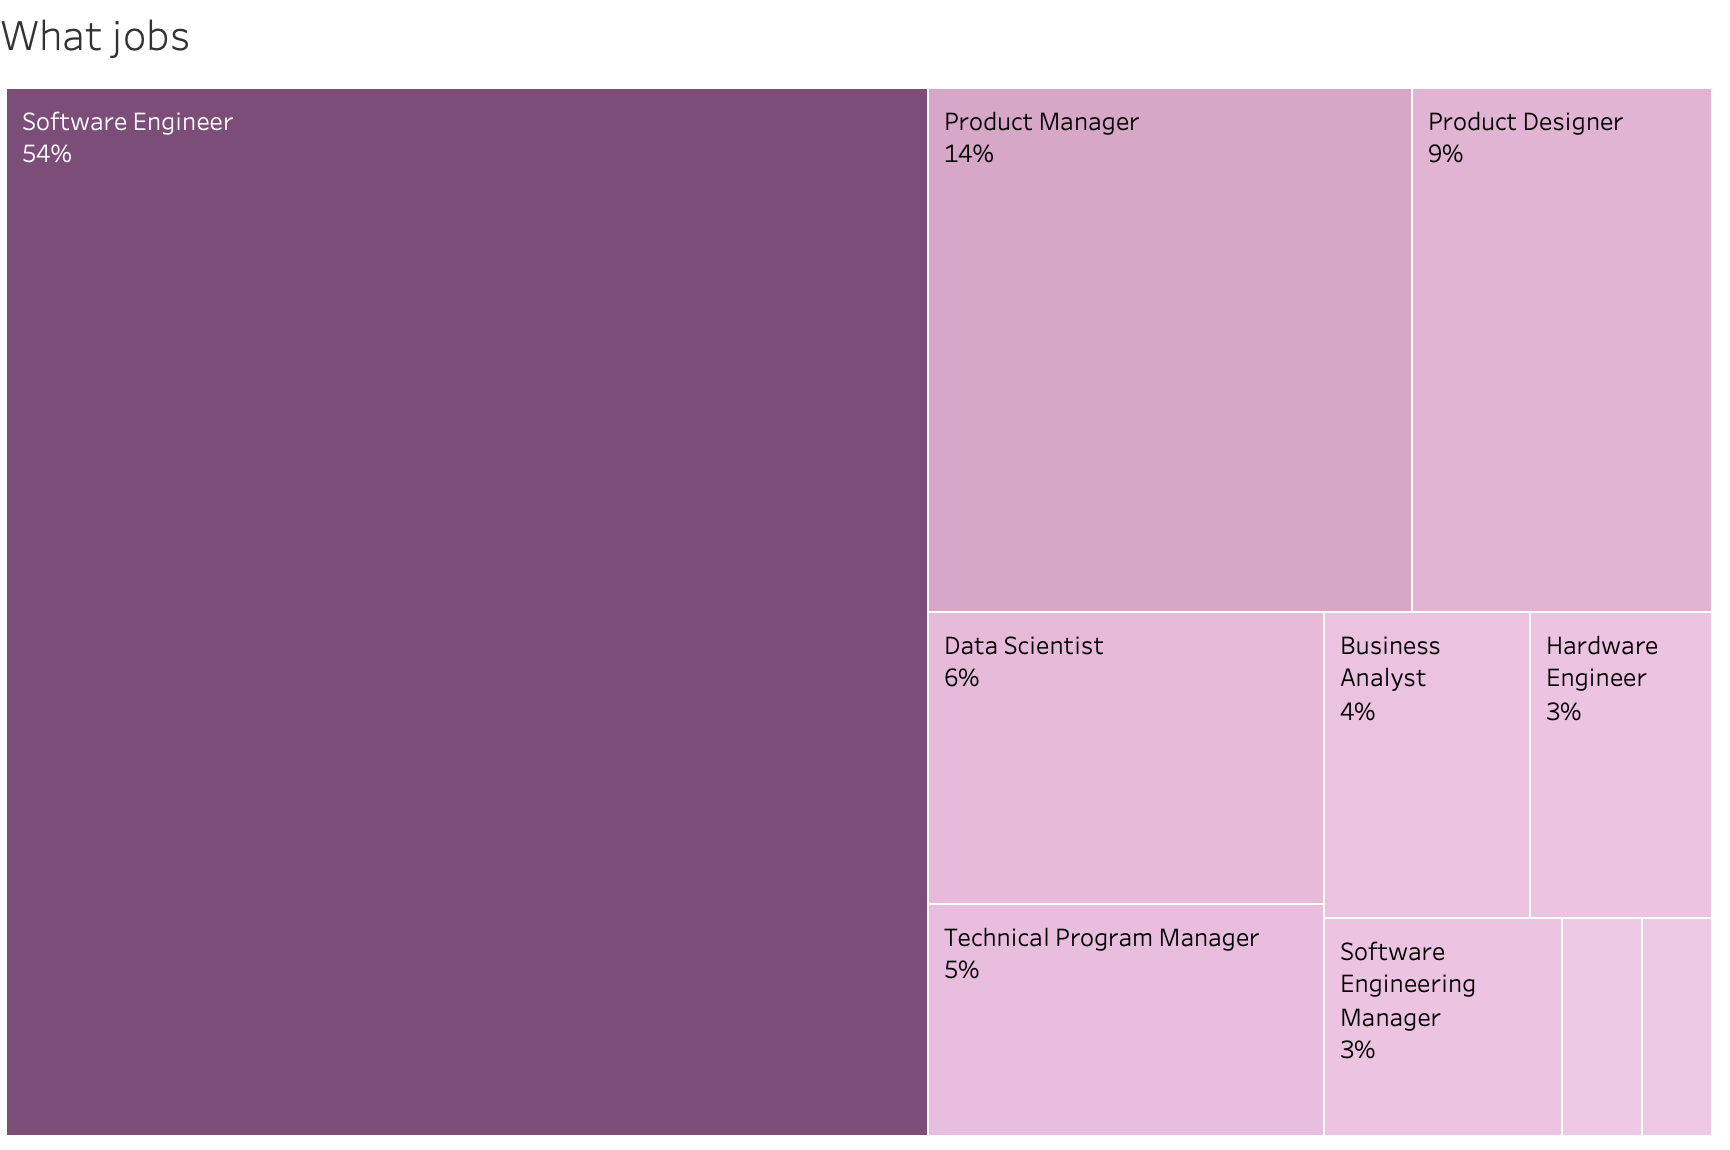 What jobs
Software Engineer
54%
Product Manager
14%
Product Designer
9%
Data Scientist
6%
Business
Analyst
4%
Hardware
Engineer
3%
Technical Program Manager
5%
Software
Engineering
Manager
3%